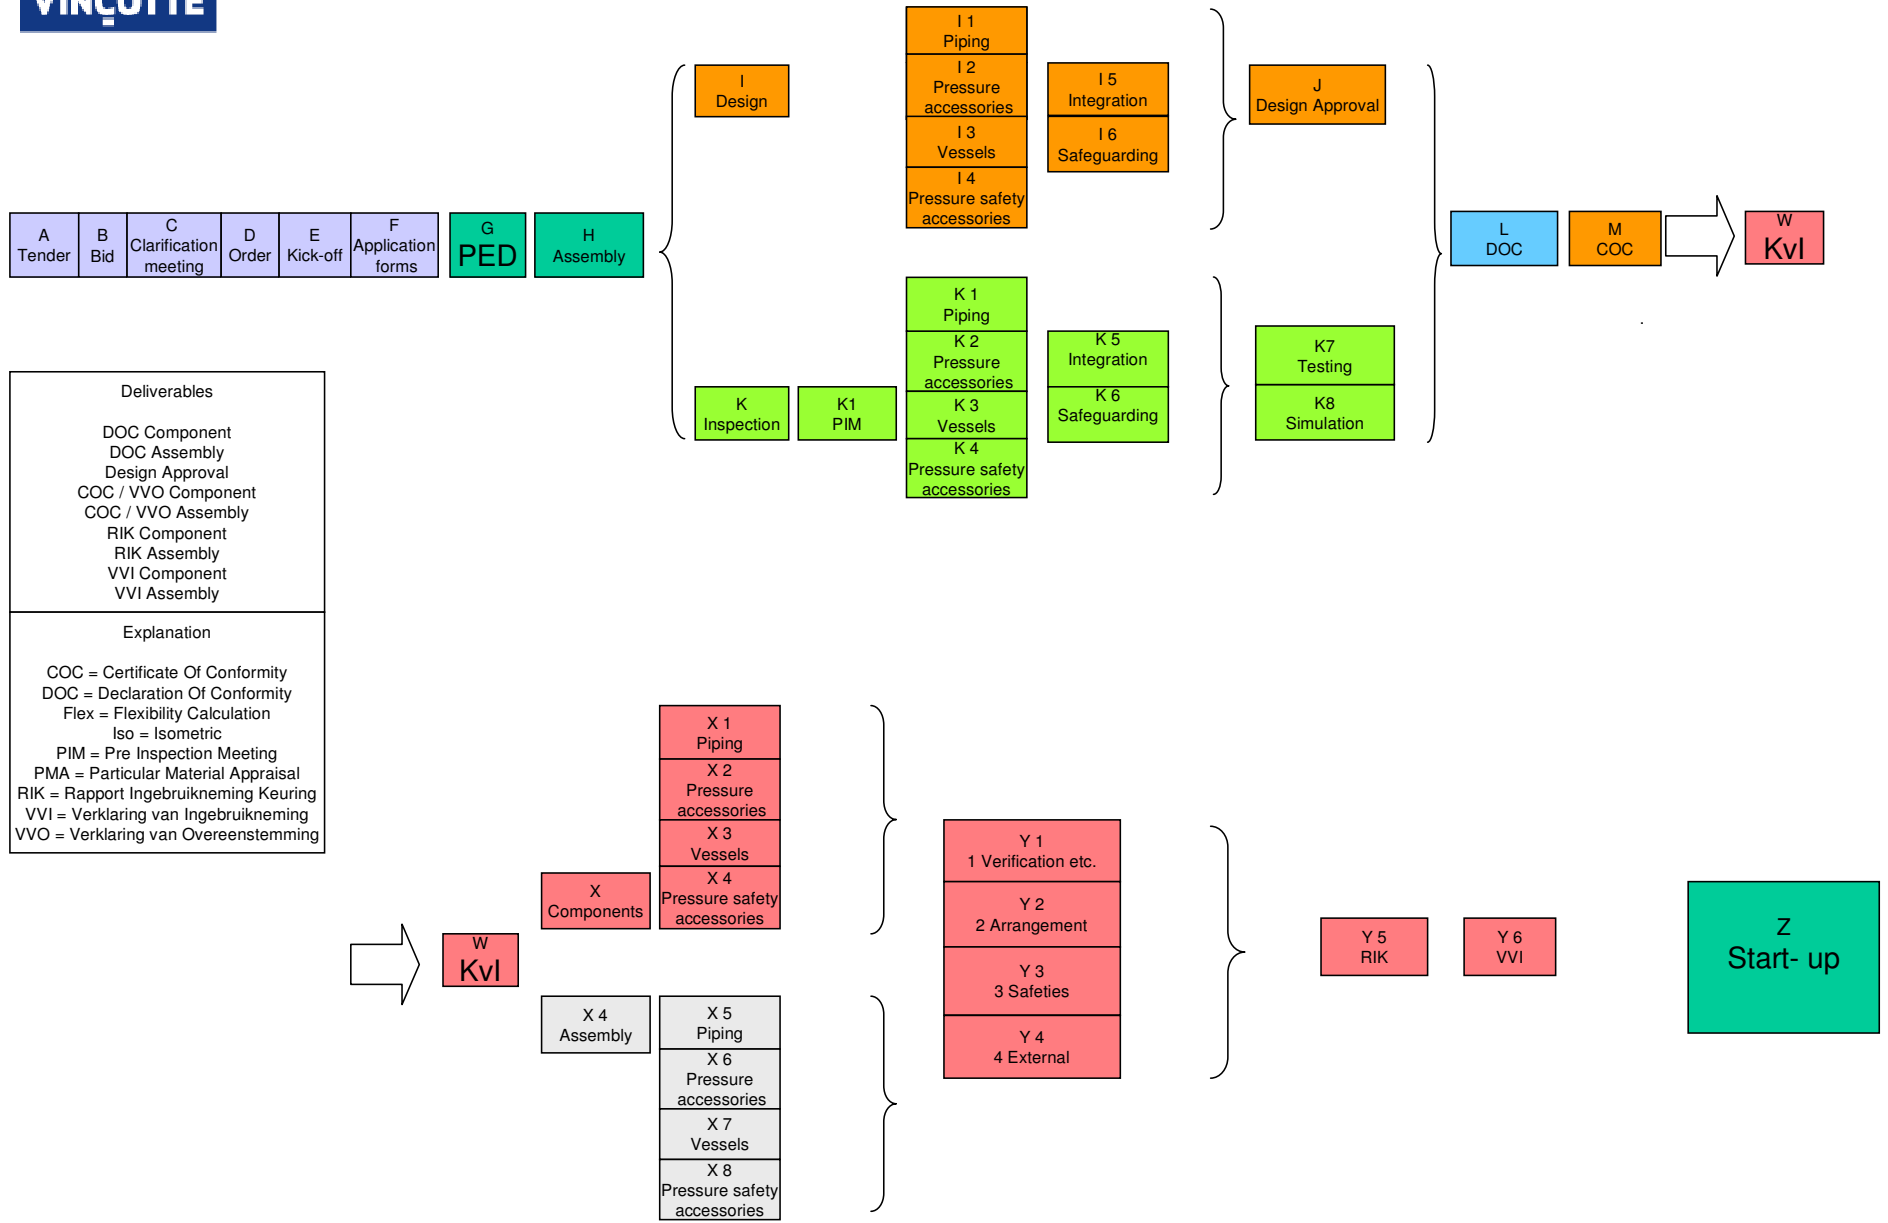 VINÇOTTE
I 1
Piping
I 2
Pressure
accessories
I 3
Vessels
I 4
Pressure safety
accessories
I
Design
I 5
Integration
I 6
Safeguarding
J
Design Approval
A
Tender
B
Bid
C
Clarification
meeting
D
Order
E
Kick-off
F
Application
forms
G
PED
H
Assembly
L
DOC
M
COC
W
KvI
K
Inspection
K1
PIM
K 1
Piping
K 2
Pressure
accessories
K 3
Vessels
K 4
Pressure safety
accessories
K 5
Integration
K 6
Safeguarding
K7
Testing
K8
Simulation
.
Deliverables
DOC Component
DOC Assembly
Design Approval
COC / VVO Component
COC / VVO Assembly
RIK Component
RIK Assembly
VVI Component
VVI Assembly
Explanation
COC = Certificate Of Conformity
DOC = Declaration Of Conformity
Flex = Flexibility Calculation
Iso = Isometric
PIM = Pre Inspection Meeting
PMA = Particular Material Appraisal
RIK = Rapport Ingebruikneming Keuring
VVI = Verklaring van Ingebruikneming
VVO = Verklaring van Overeenstemming
W
KvI
X
Components
X 1
Piping
X 2
Pressure
accessories
X 3
Vessels
X 4
Pressure safety
accessories
X 4
Assembly
X 5
Piping
X 6
Pressure
accessories
X 7
Vessels
X 8
Pressure safety
accessories
Y 1
1 Verification etc.
Y 2
2 Arrangement
Y 3
3 Safeties
Y 4
4 External
Y 5
RIK
Y 6
VVI
Z
Start- up